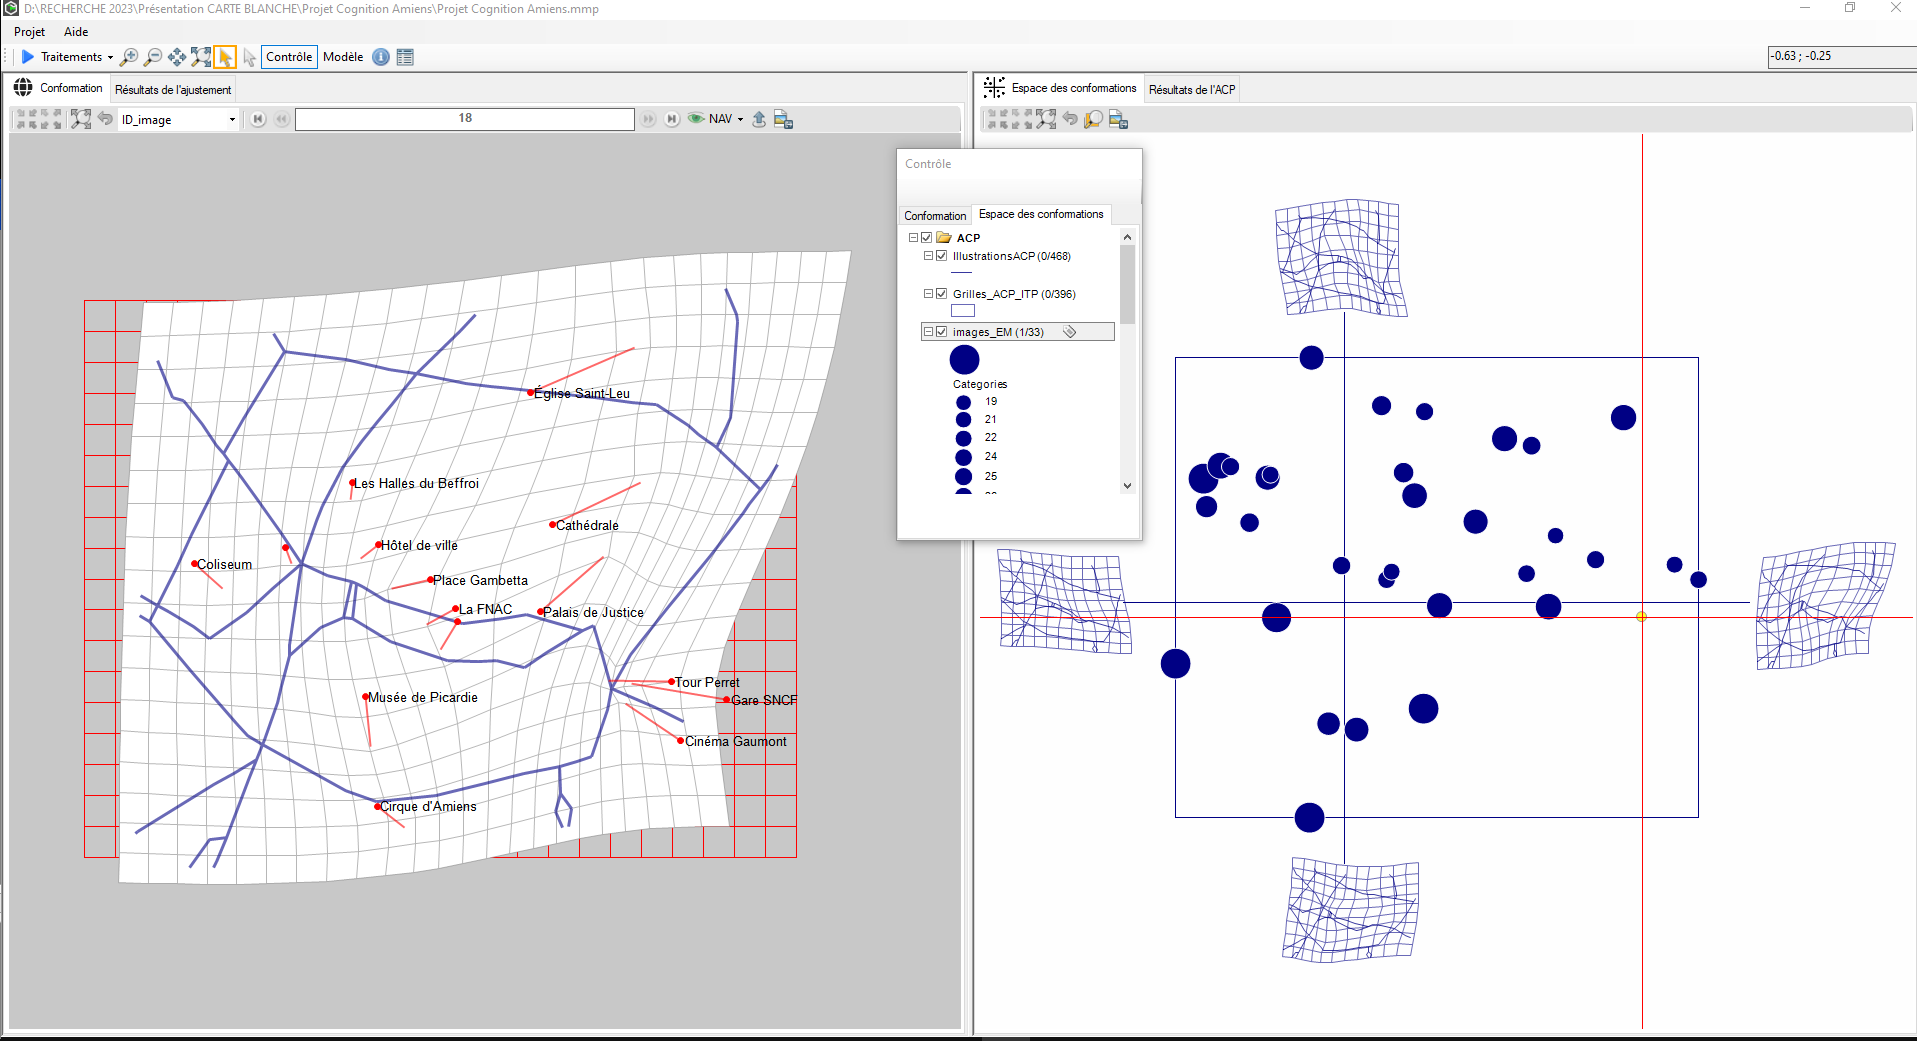 D:\RECHERCHE 2023\Présentation CARTE BLANCHE\Projet Cognition Amiens\Projet Cognition Amiens.mmp
Projet Aide
Traitements Contrôle Modèle
-0.63 ; -0.25
Conformation Résultats de l'ajustement
ID_image 18 NAV
Église Saint-Leu
Les Halles du Beffroi
Cathédrale
Hôtel de ville
Coliseum
Place Gambetta
La FNAC
Palais de Justice
Tour Perret
Musée de Picardie
Gare SNCF
Cinéma Gaumont
Cirque d'Amiens
Espace des conformations Résultats de l'ACP
Contrôle
Conformation Espace des conformations
ACP
IllustrationsACP (0/468)
Grilles_ACP_ITP (0/396)
images_EM (1/33)
Categories
19
21
22
24
25